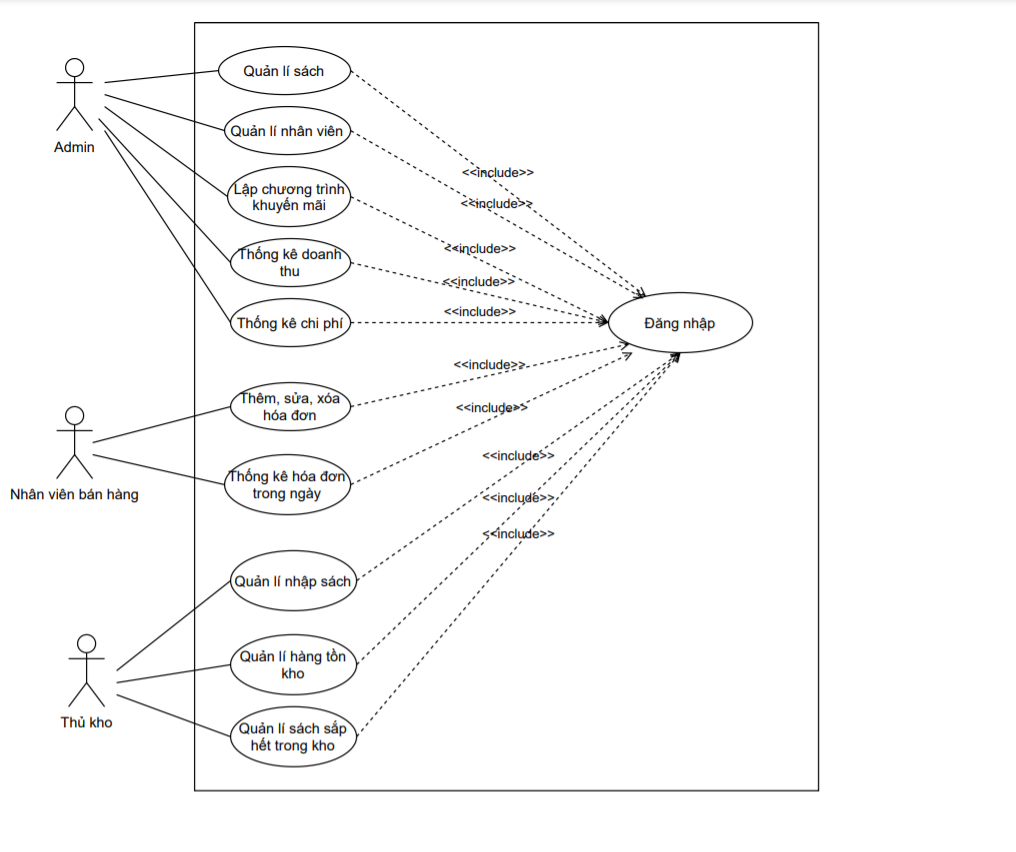 Quản lí sách
Admin
Quản lí nhân viên
<<include>>
Lập chương trình
khuyến mãi
<<include>>
Thống kê doanh
thu
<<include>>
<<include>>
Thống kê chi phí
<<include>>
Đăng nhập
<<include>>
Thêm, sửa, xóa
hóa đơn
<<include>>
Nhân viên bán hàng
Thống kê hóa đơn
trong ngày
<<include>>
<<include>>
<<include>>
Quản lí nhập sách
Quản lí hàng tồn
kho
Thủ kho
Quản lí sách sắp
hết trong kho